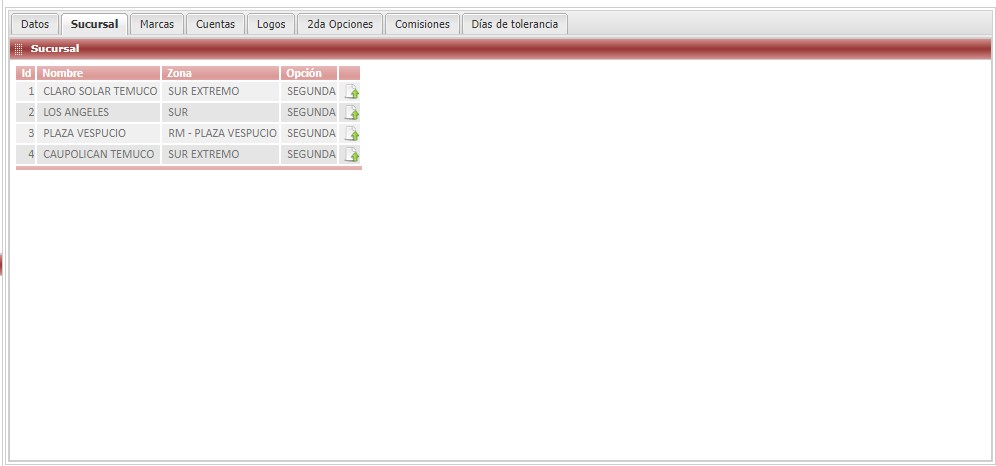 Datos Sucursal Marcas Cuentas Logos 2da Opciones Comisiones Días de tolerancia
Sucursal
Id Nombre Zona Opción
1 CLARO SOLAR TEMUCO SUR EXTREMO SEGUNDA
2 LOS ANGELES SUR SEGUNDA
3 PLAZA VESPUCIO RM - PLAZA VESPUCIO SEGUNDA
4 CAUPOLICAN TEMUCO SUR EXTREMO SEGUNDA